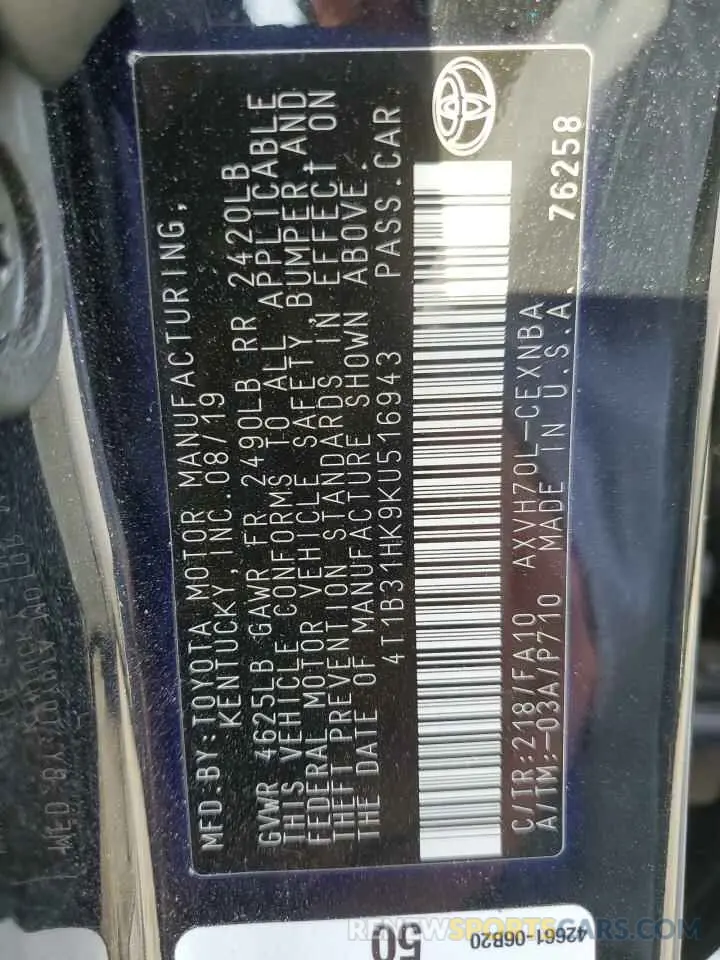 MFD.BY:TOYOTA MOTOR MANUFACTURING,
KENTUCKY,INC.08/19
GVWR 4625LB GAWR FR 2490LB RR 2420LB
THIS VEHICLE CONFORMS TO ALL APPLICABLE
FEDERAL MOTOR VEHICLE SAFETY,BUMPER AND
THEFT PREVENTION STANDARDS IN EFFECT ON
THE DATE OF MANUFACTURE SHOWN ABOVE.
4T1B31HK9KU516943 PASS.CAR
C/TR:218/FA10 AXVH70L-CEXNBA
A/TM:-03A/P710 MADE IN U.S.A. 76258
42661-06B20
50
RENEWSPORTSCARS.COM